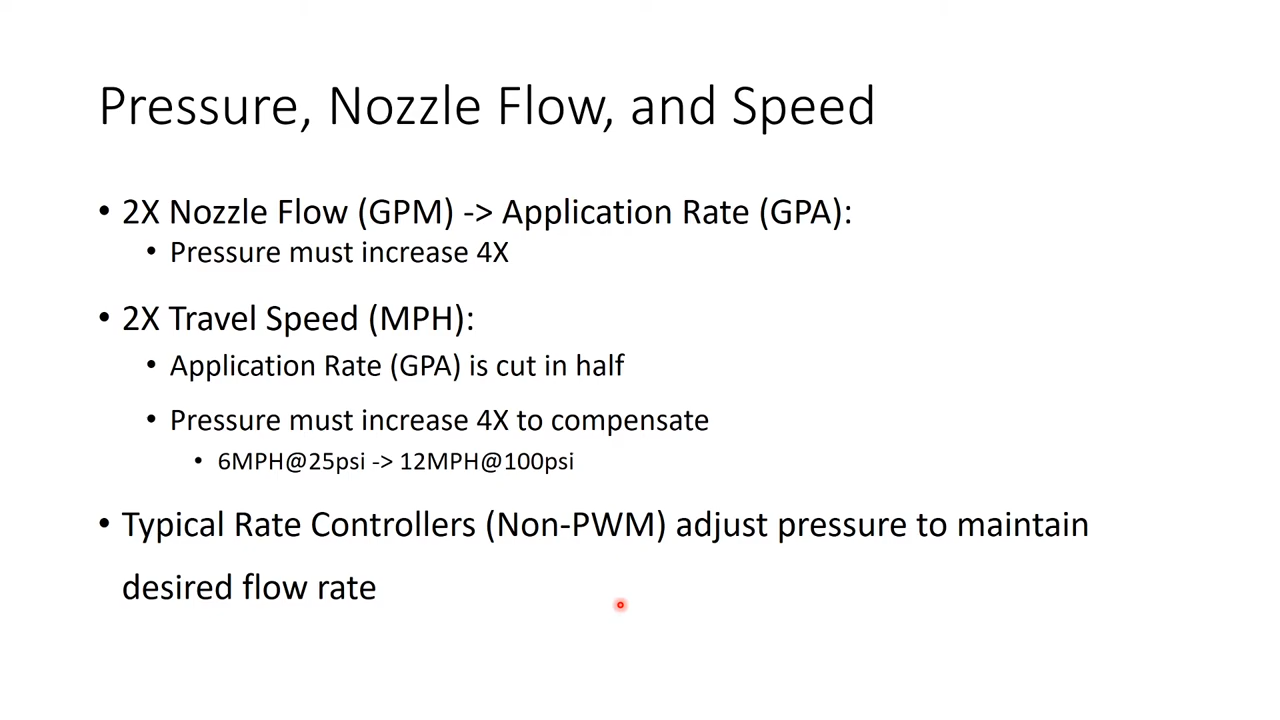 Pressure, Nozzle Flow, and Speed
• 2X Nozzle Flow (GPM) -> Application Rate (GPA):
• Pressure must increase 4X
• 2X Travel Speed (MPH):
• Application Rate (GPA) is cut in half
• Pressure must increase 4X to compensate
• 6MPH@25psi -> 12MPH@100psi
• Typical Rate Controllers (Non-PWM) adjust pressure to maintain
desired flow rate